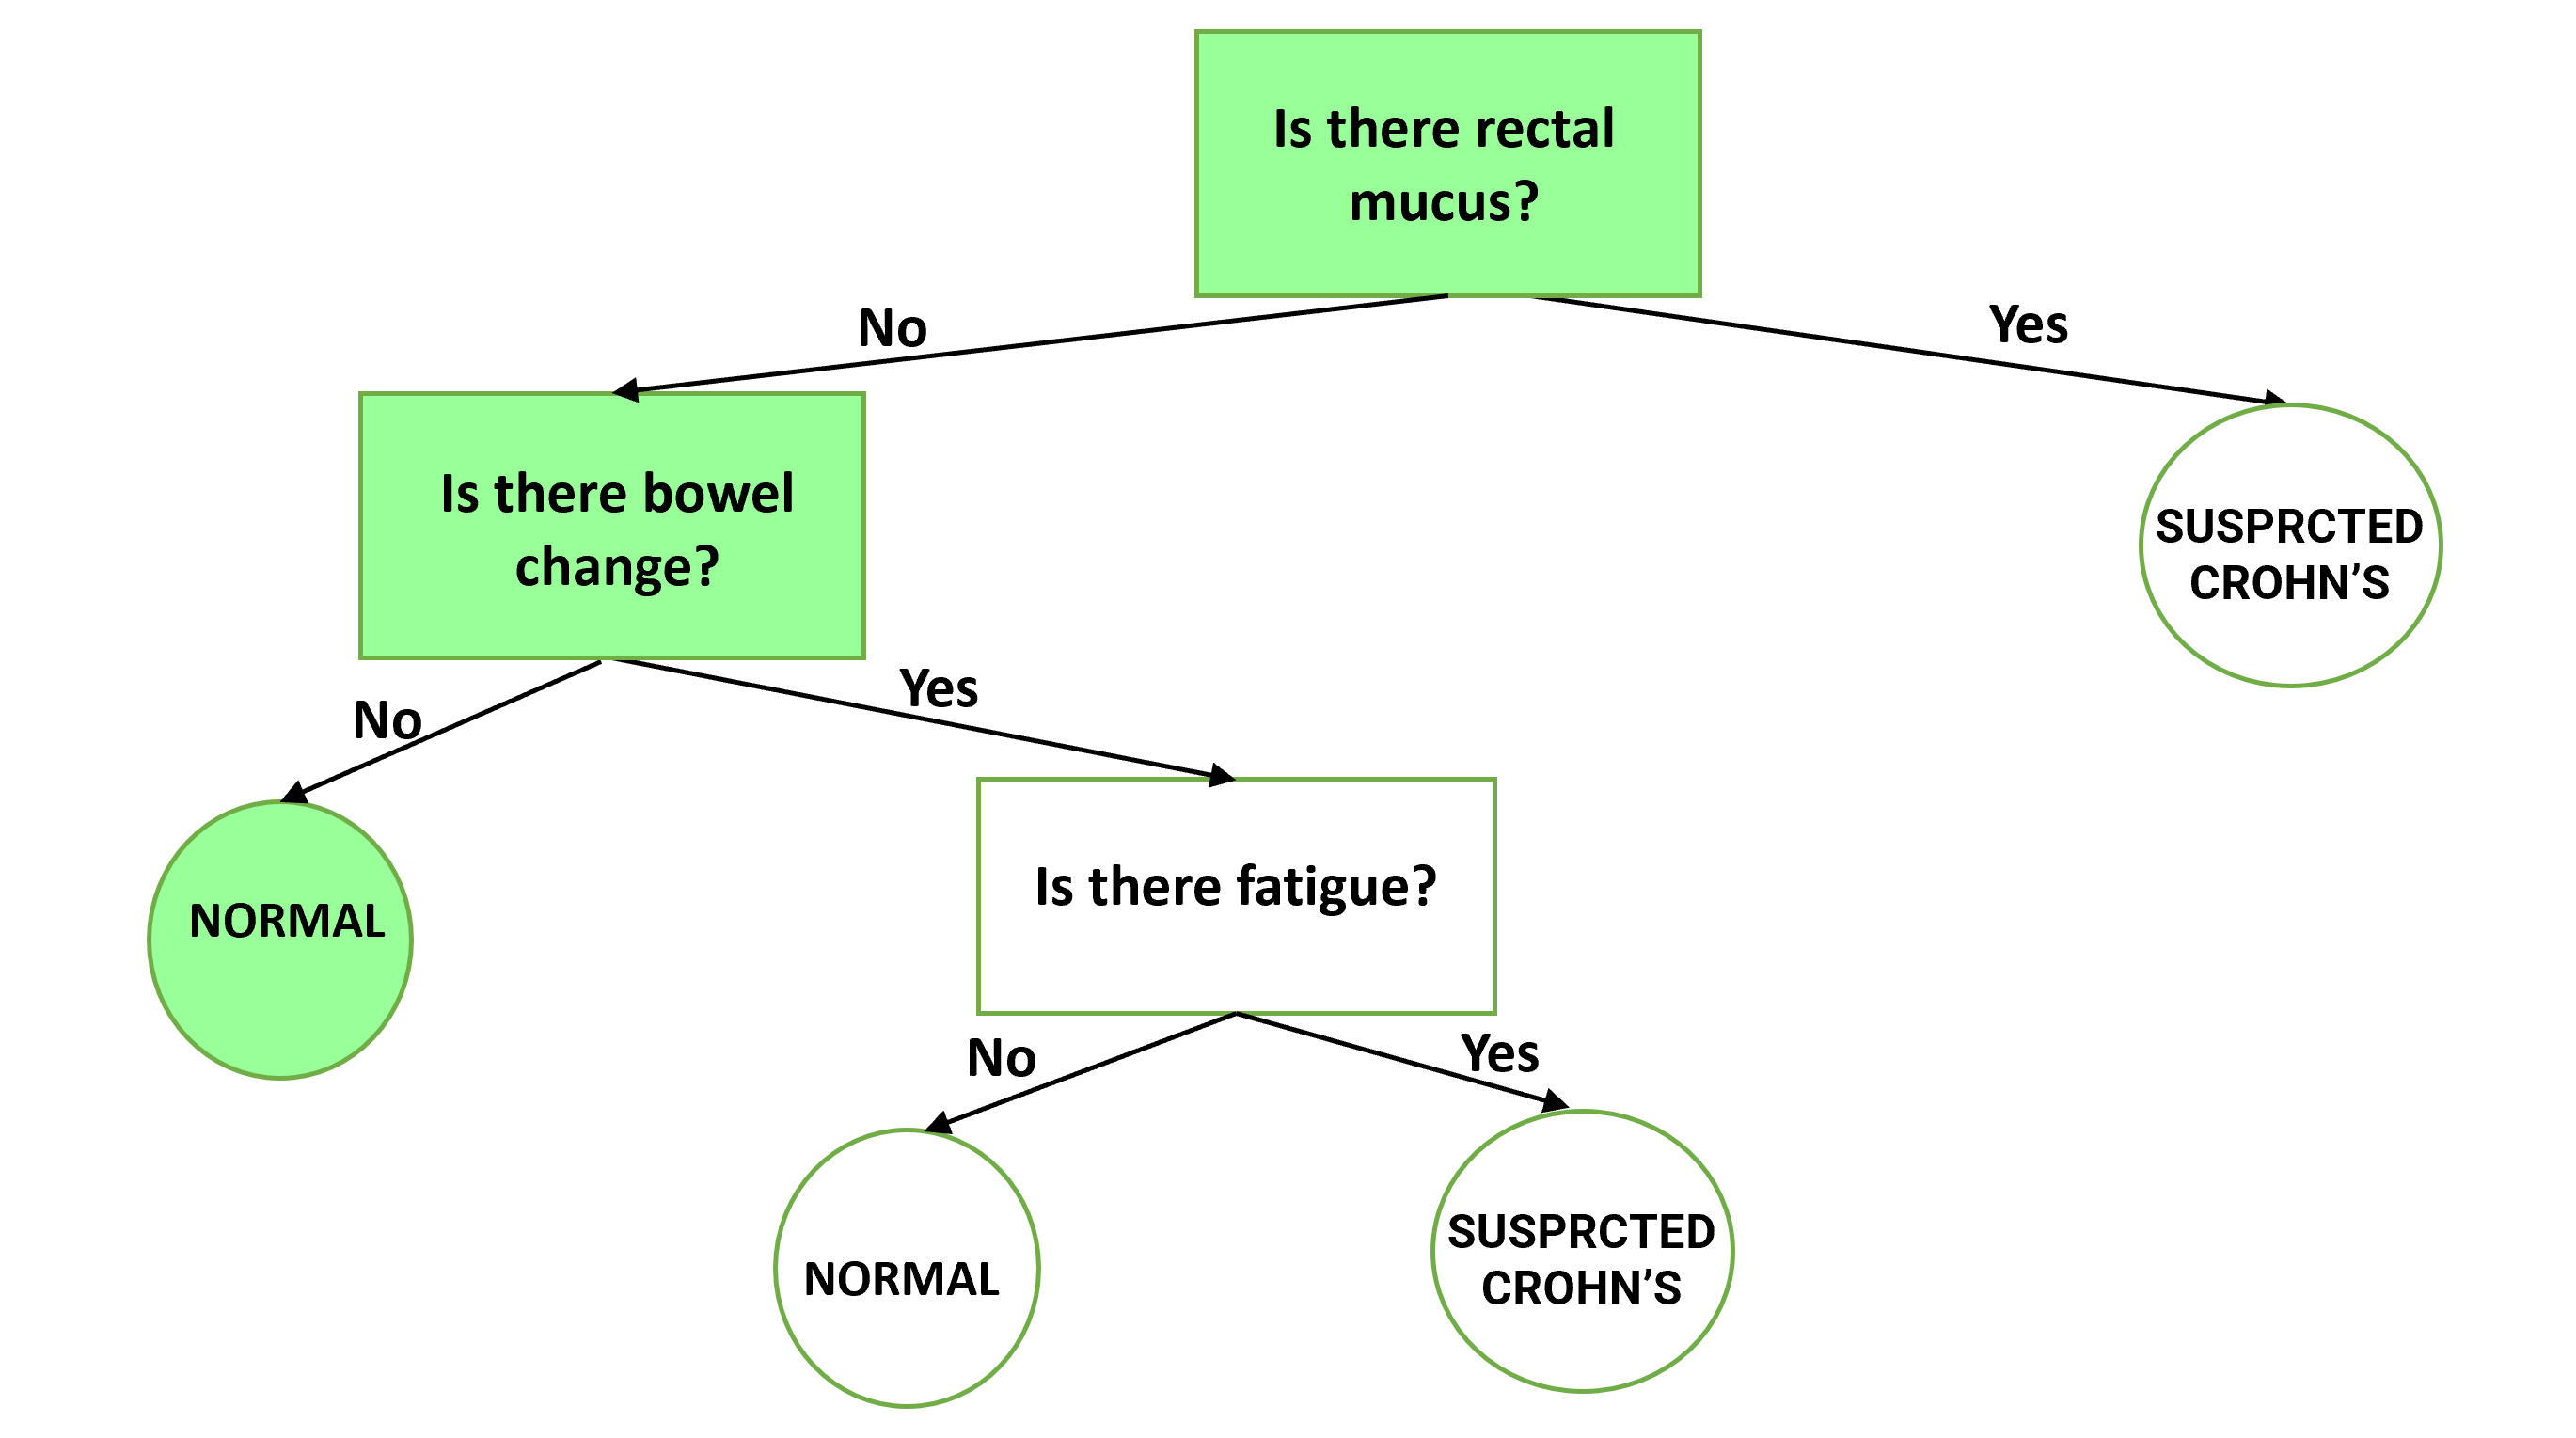 Is there rectal
mucus?
No
Yes
Is there bowel
change?
SUSPRCTED
CROHN’S
No
Yes
NORMAL
Is there fatigue?
No
Yes
NORMAL
SUSPRCTED
CROHN’S